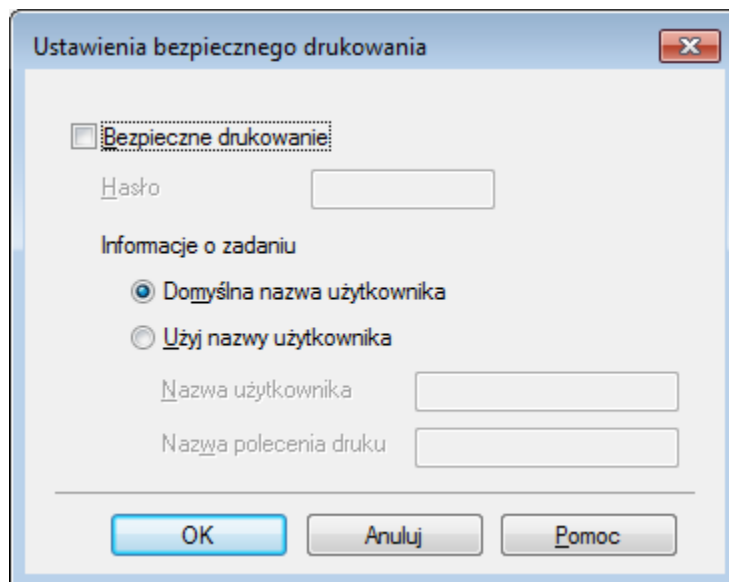 Ustawienia bezpiecznego drukowania
Bezpieczne drukowanie
Hasło
Informacje o zadaniu
Domyślna nazwa użytkownika
Użyj nazwy użytkownika
Nazwa użytkownika
Nazwa polecenia druku
OK Anuluj Pomoc